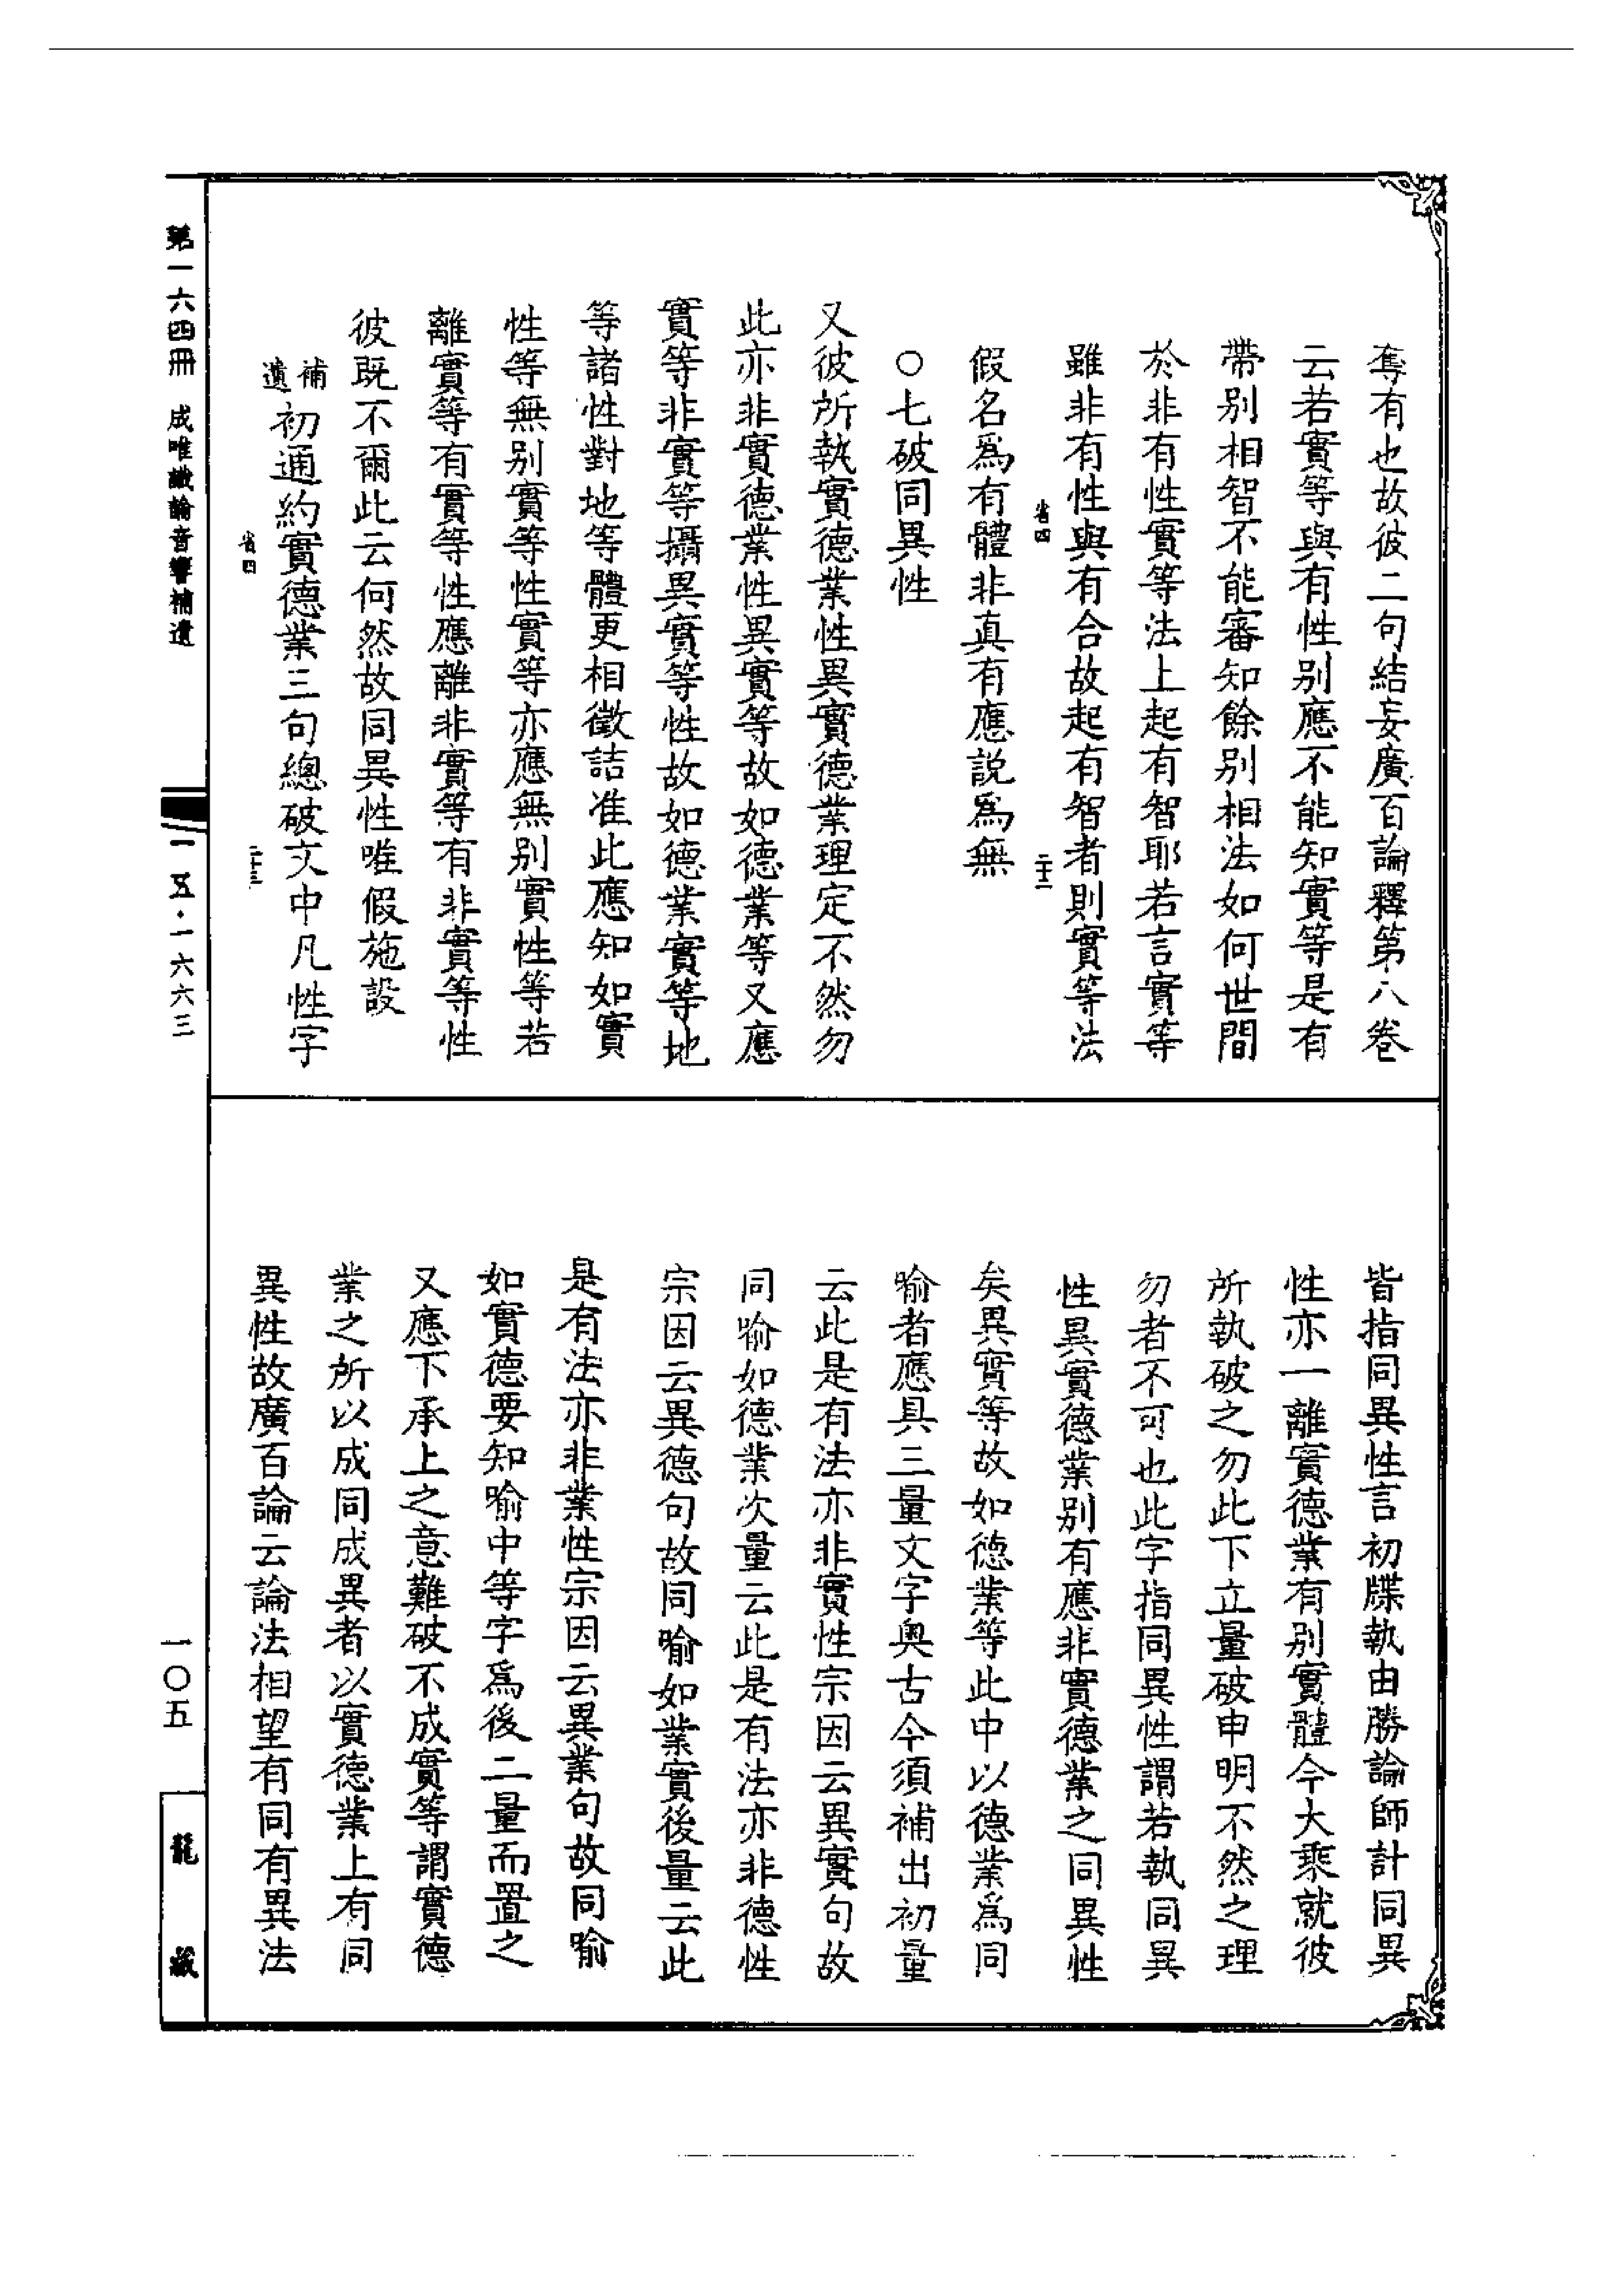 奪有也故彼二句結妄廣百論釋第八卷
云若實等與有性别應不能知實等是有
帶别相智不能審知餘别相法如何世間
於非有性實等法上起有智耶若言實等
雖非有性與有合故起有智者則實等法
省四 二十二
假名爲有體非真有應説爲無
○七破同異性
又彼所執實德業性異實德業理定不然勿
此亦非實德業性異實等故如德業等又應
實等非實等攝異實等性故如德業實等地
等諸性對地等體更相徵詰准此應知如實
性等無别實等性實等亦應無别實性等若
離實等有實等性應離非實等有非實等性
彼既不爾此云何然故同異性唯假施設
補遺初通約實德業三句總破文中凡性字
省四 二十三
皆指同異性言初牒執由勝論師計同異
性亦一離實德業有别實體今大乘就彼
所執破之勿此下立量破申明不然之理
勿者不可也此字指同異性謂若執同異
性異實德業别有應非實德業之同異性
矣異實等故如德業等此中以德業爲同
喻者應具三量文字奥古今須補出初量
云此是有法亦非實性宗因云異實句故
同喻如德業次量云此是有法亦非德性
宗因云異德句故同喻如業實後量云此
是有法亦非業性宗因云異業句故同喻
如實德要知喻中等字爲後二量而置之
又應下承上之意難破不成實等謂實德
業之所以成同成異者以實德業上有同
異性故廣百論云論法相望有同有異法
第一六四冊 成唯識論音響補遺
一五·一六六三
一〇五
龍藏